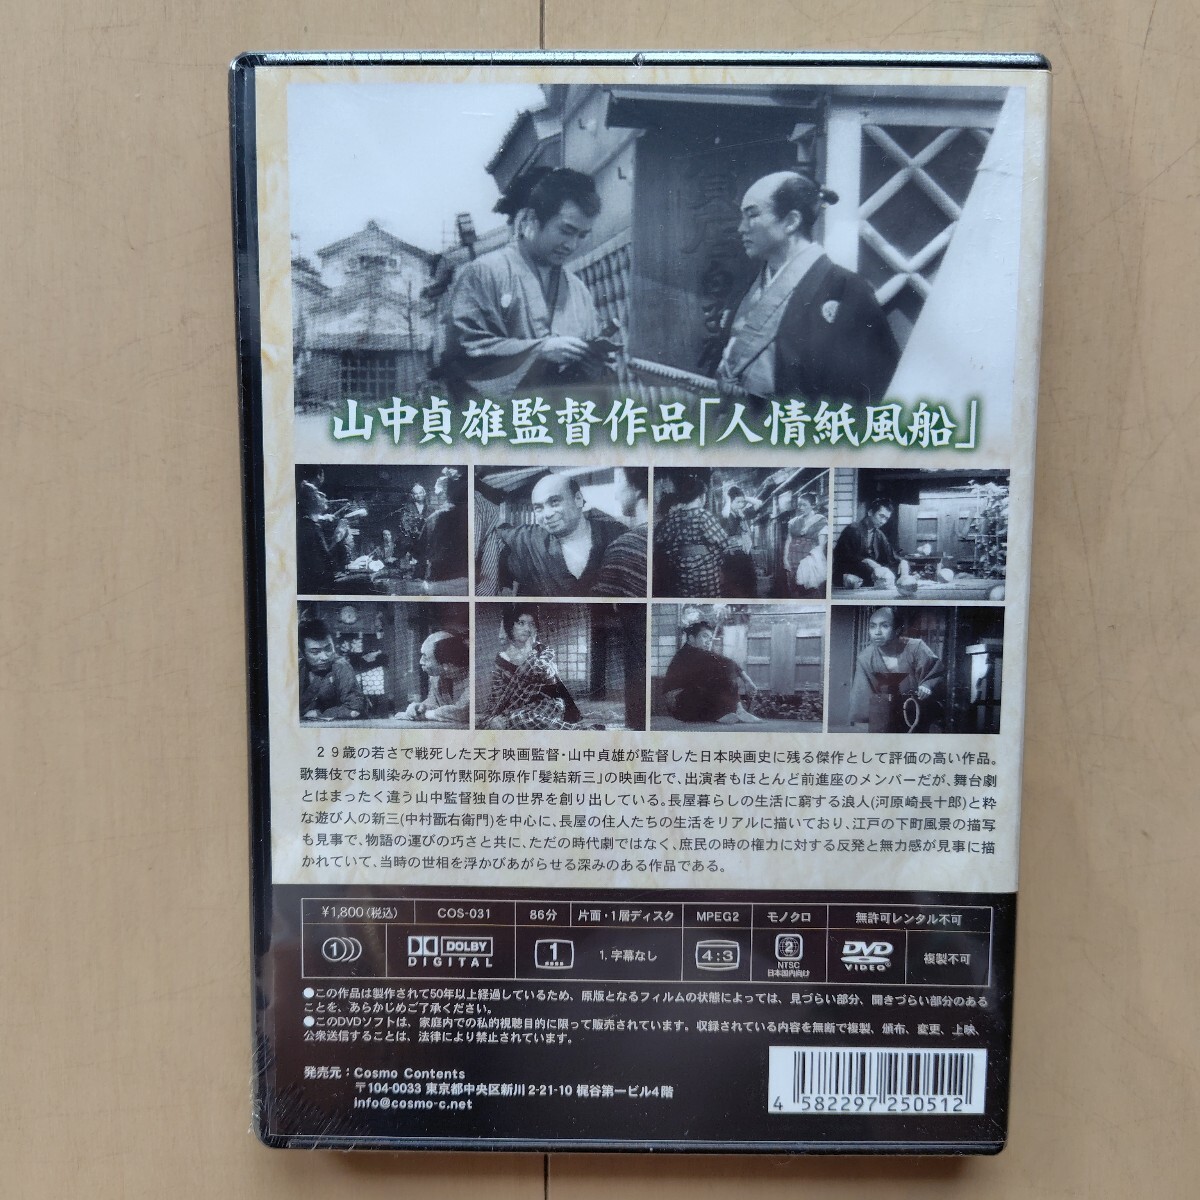 山中貞雄監督作品「人情紙風船」
29歳の若さで戦死した天才映画監督・山中貞雄が監督した日本映画史に残る傑作として評価の高い作品。
歌舞伎でお馴染みの河竹黙阿弥原作「髪結新三」の映画化で、出演者もほとんど前進座のメンバーだが、舞台劇
とはまったく違う山中監督独自の世界を創り出している。長屋暮らしの生活に窮する浪人(河原崎長十郎)と粋
な遊び人の新三(中村翫右衛門)を中心に、長屋の住人たちの生活をリアルに描いており、江戸の下町風景の描写
も見事で、物語の運びの巧さと共に、ただの時代劇ではなく、庶民の時の権力に対する反発と無力感が見事に描
かれていて、当時の世相を浮かびあがらせる深みのある作品である。
¥1,800(税込) COS-031 86分 片面・1層ディスク MPEG2 モノクロ 無許可レンタル不可
1 DOLBY DIGITAL 1 1. 字幕なし 4:3 2 NTSC 日本国内向け DVD VIDEO 複製不可
●この作品は製作されて50年以上経過しているため、原版となるフィルムの状態によっては、見づらい部分、聞きづらい部分のある
ことを、あらかじめご了承ください。
●このDVDソフトは、家庭内での私的視聴目的に限って販売されています。収録されている内容を無断で複製、頒布、変更、上映、
公衆送信することは、法律により禁止されています。
発売元：Cosmo Contents
〒104-0033 東京都中央区新川2-21-10 梶谷第一ビル4階
info@cosmo-c.net
4 582297 250512